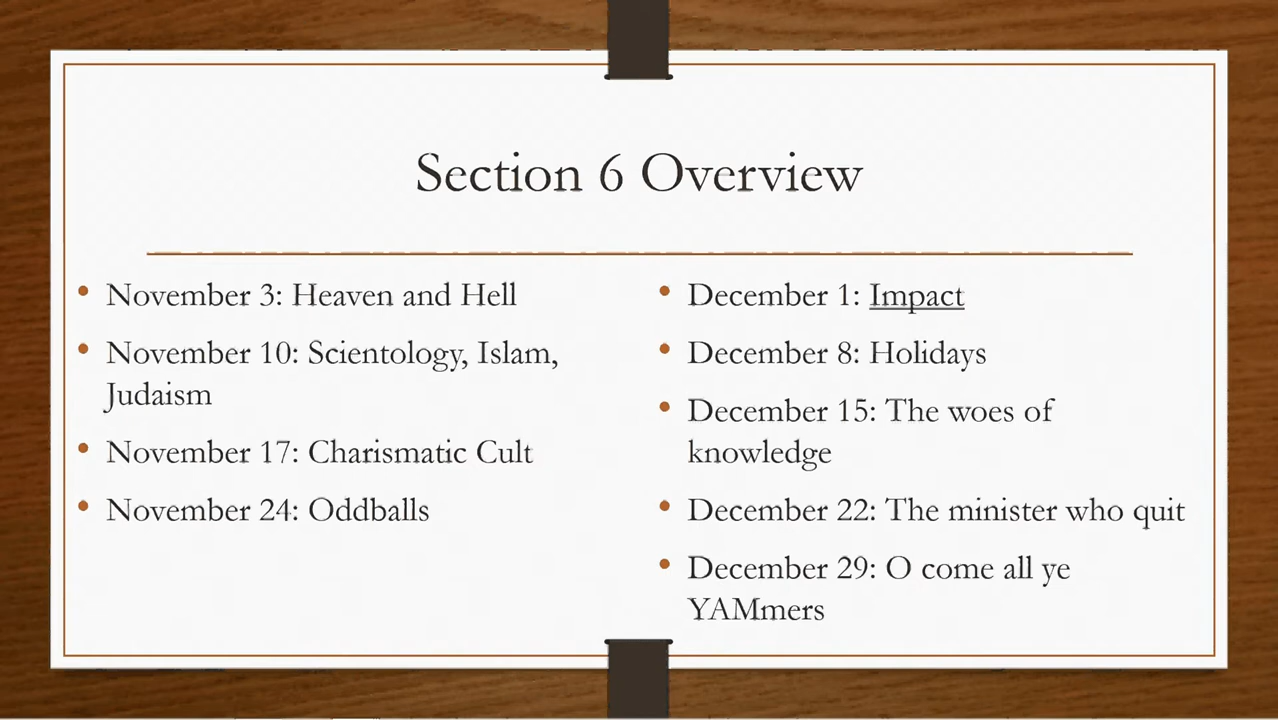 Section 6 Overview
• November 3: Heaven and Hell
• November 10: Scientology, Islam,
Judaism
• November 17: Charismatic Cult
• November 24: Oddballs
• December 1: Impact
• December 8: Holidays
• December 15: The woes of
knowledge
• December 22: The minister who quit
• December 29: O come all ye
YAMmers